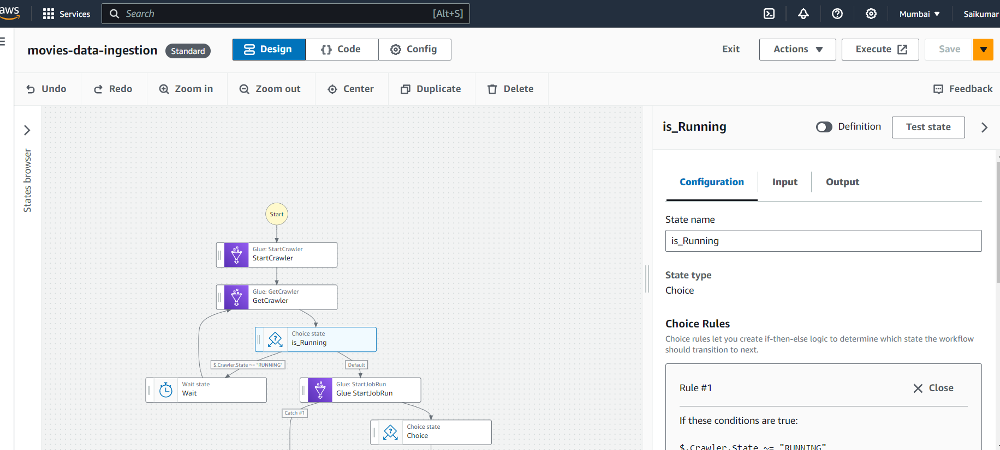 aws
Services
Search
[Alt+S]
Mumbai
Saikumar
movies-data-ingestion
Standard
Design
{} Code
Config
Exit
Actions
Execute
Save
Undo
Redo
Zoom in
Zoom out
Center
Duplicate
Delete
Feedback
States browser
Start
Glue: StartCrawler
StartCrawler
Glue: GetCrawler
GetCrawler
Choice state
is_Running
$.Crawler.State ~= "RUNNING"
Default
Wait state
Wait
Glue: StartJobRun
Glue StartJobRun
Catch #1
Choice state
Choice
is_Running
Definition
Test state
Configuration
Input
Output
State name
is_Running
State type
Choice
Choice Rules
Choice rules let you create if-then-else logic to determine which state the workflow
should transition to next.
Rule #1
Close
If these conditions are true:
$.Crawler.State ~= "RUNNING"